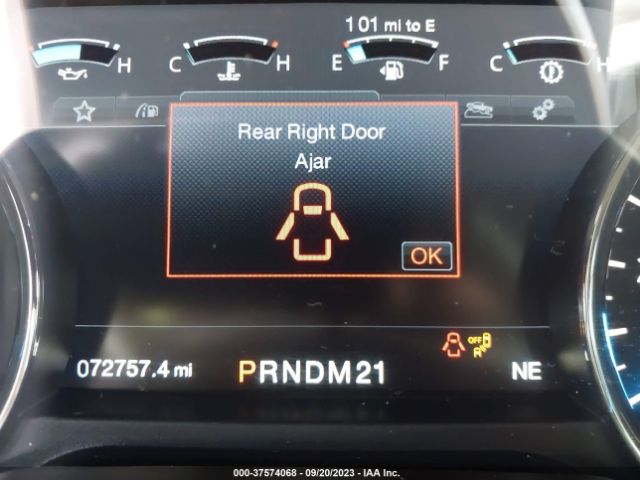 101 mi to E
H C H E F C
Rear Right Door
Ajar
OK
OFF
072757.4 mi PRNDM21 NE
000-37574068 - 09/20/2023 - IAA Inc.